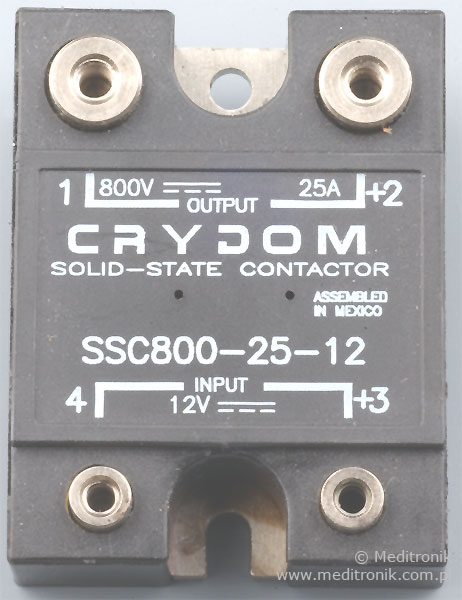 1 800V ⎓ 25A +2
OUTPUT
CRYDOM
SOLID-STATE CONTACTOR
ASSEMBLED
IN MEXICO
SSC800-25-12
INPUT
4 12V ⎓ +3
© Meditronik
www.meditronik.com.p